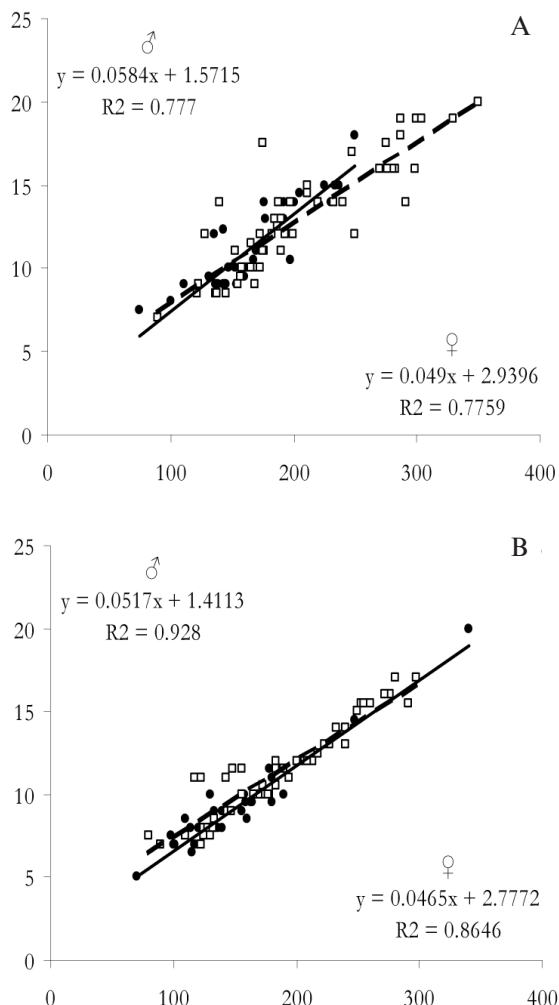 A
♂
y = 0.0584x + 1.5715
R2 = 0.777
25
20
15
10
5
0
♀
y = 0.049x + 2.9396
R2 = 0.7759
0 100 200 300 400
B
♂
y = 0.0517x + 1.4113
R2 = 0.928
25
20
15
10
5
0
♀
y = 0.0465x + 2.7772
R2 = 0.8646
0 100 200 300 400